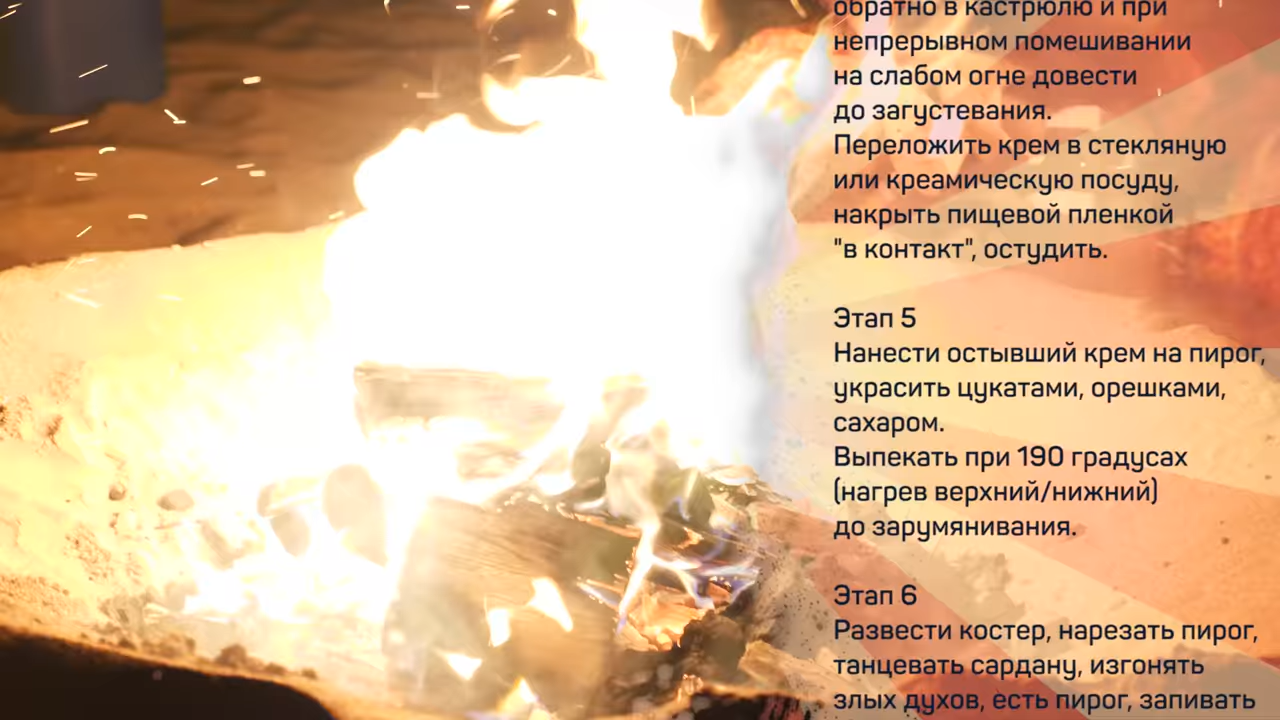 обратно в кастрюлю и при
непрерывном помешивании
на слабом огне довести
до загустевания.
Переложить крем в стекляную
или креамическую посуду,
накрыть пищевой пленкой
"в контакт", остудить.
Этап 5
Нанести остывший крем на пирог,
украсить цукатами, орешками,
сахаром.
Выпекать при 190 градусах
(нагрев верхний/нижний)
до зарумянивания.
Этап 6
Развести костер, нарезать пирог,
танцевать сардану, изгонять
злых духов, есть пирог, запивать